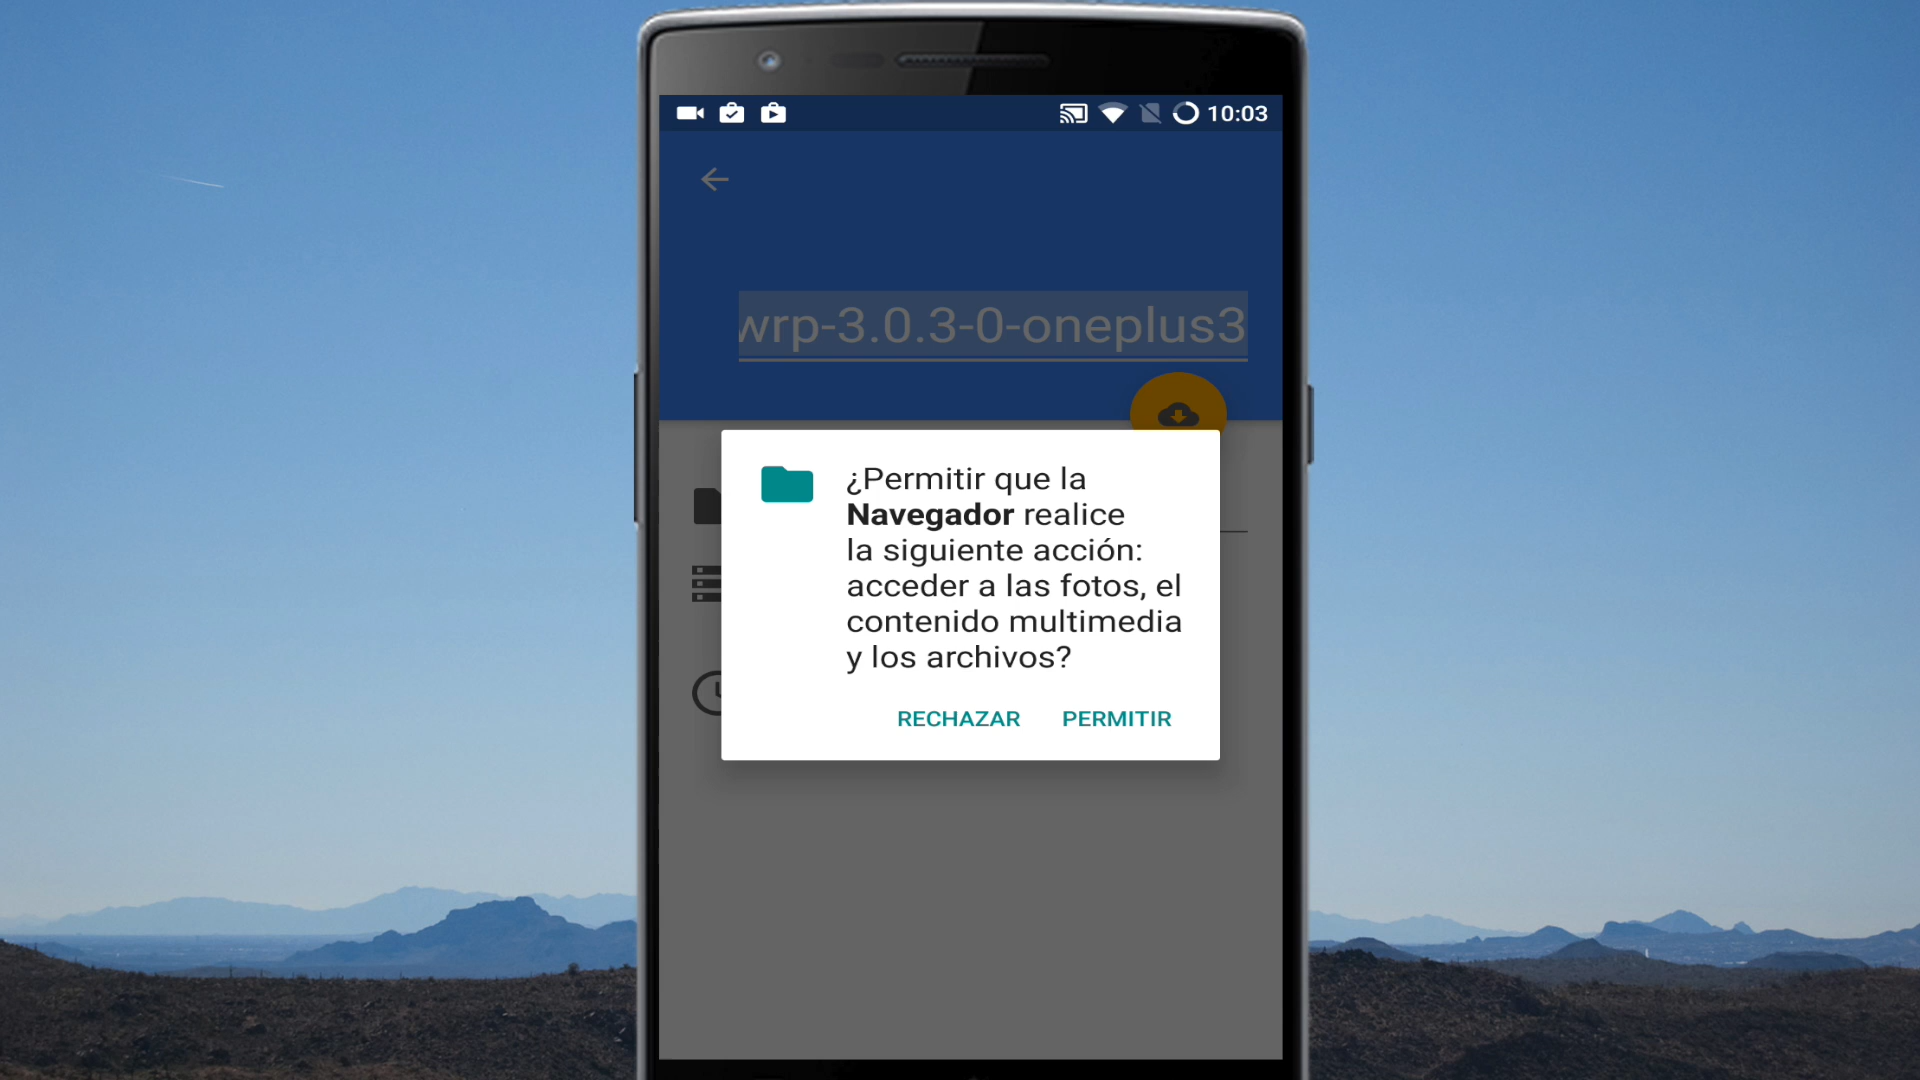 10:03
wrp-3.0.3-0-oneplus3
¿Permitir que la
Navegador realice
la siguiente acción:
acceder a las fotos, el
contenido multimedia
y los archivos?
RECHAZAR PERMITIR